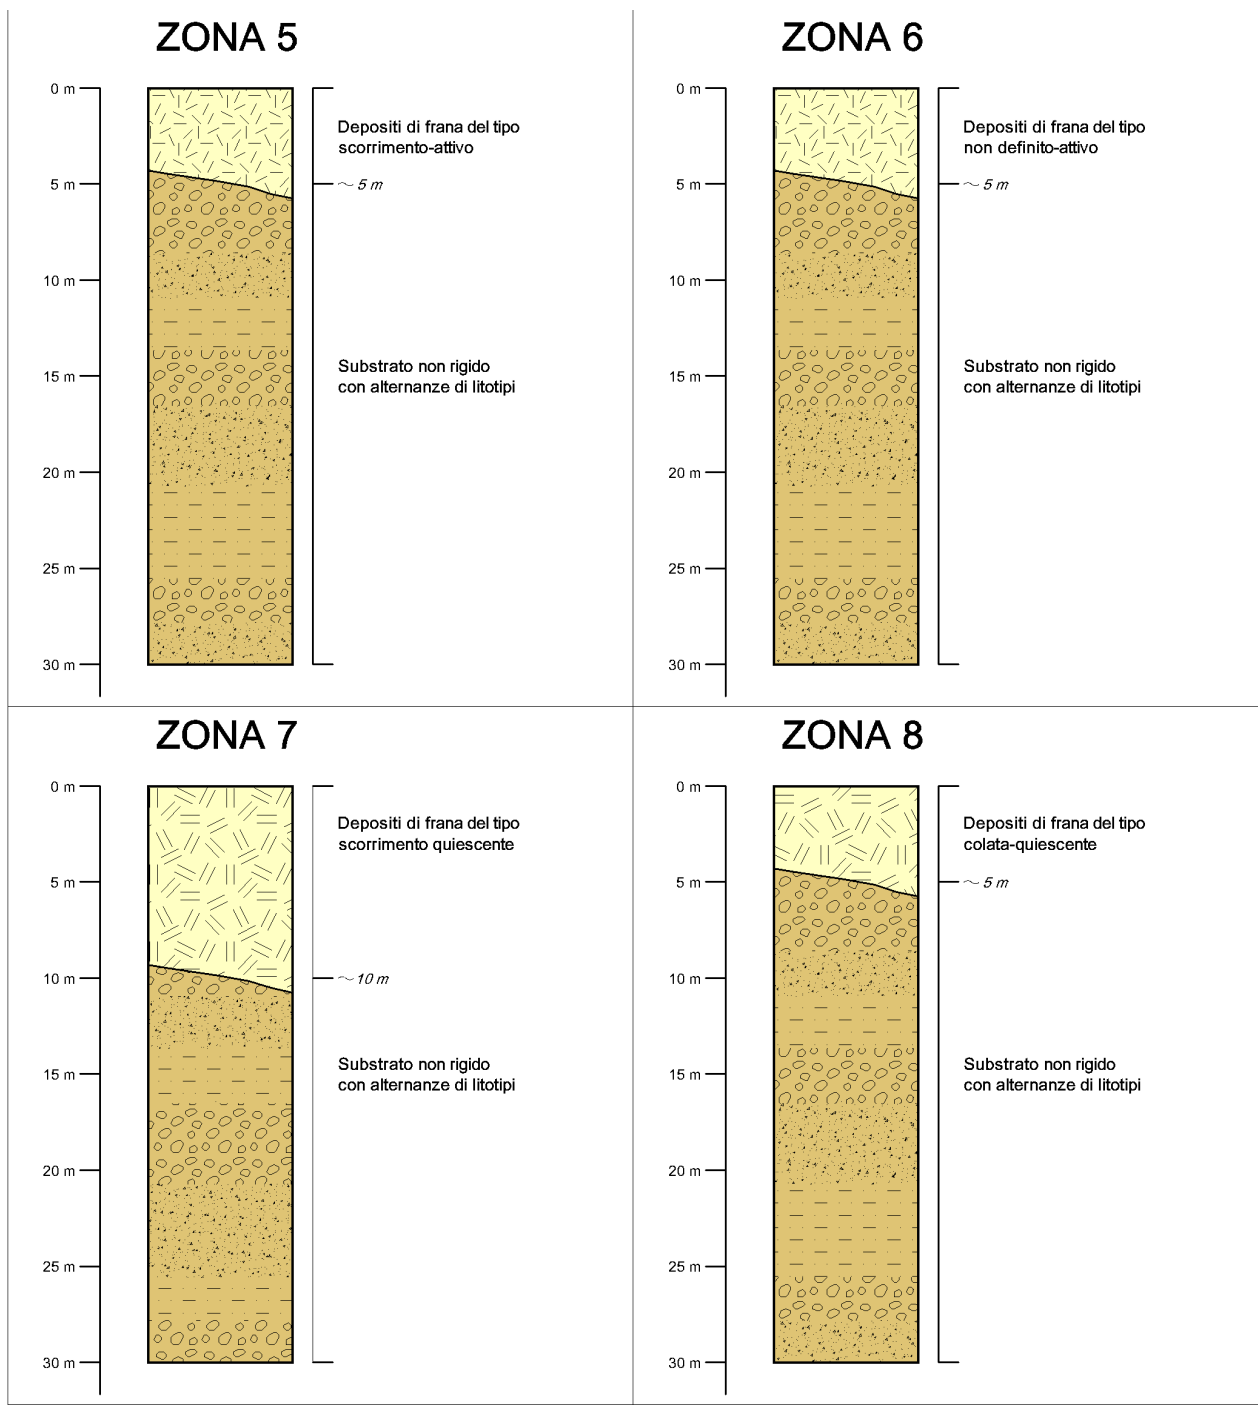 ZONA 5
0 m
Depositi di frana del tipo
scorrimento-attivo
5 m
~ 5 m
10 m
Substrato non rigido
15 m
con alternanze di litotipi
20 m
25 m
30 m
ZONA 6
0 m
Depositi di frana del tipo
non definito-attivo
5 m
~ 5 m
10 m
Substrato non rigido
15 m
con alternanze di litotipi
20 m
25 m
30 m
ZONA 7
0 m
Depositi di frana del tipo
scorrimento quiescente
5 m
10 m
~ 10 m
Substrato non rigido
15 m
con alternanze di litotipi
20 m
25 m
30 m
ZONA 8
0 m
Depositi di frana del tipo
colata-quiescente
5 m
~ 5 m
10 m
Substrato non rigido
15 m
con alternanze di litotipi
20 m
25 m
30 m